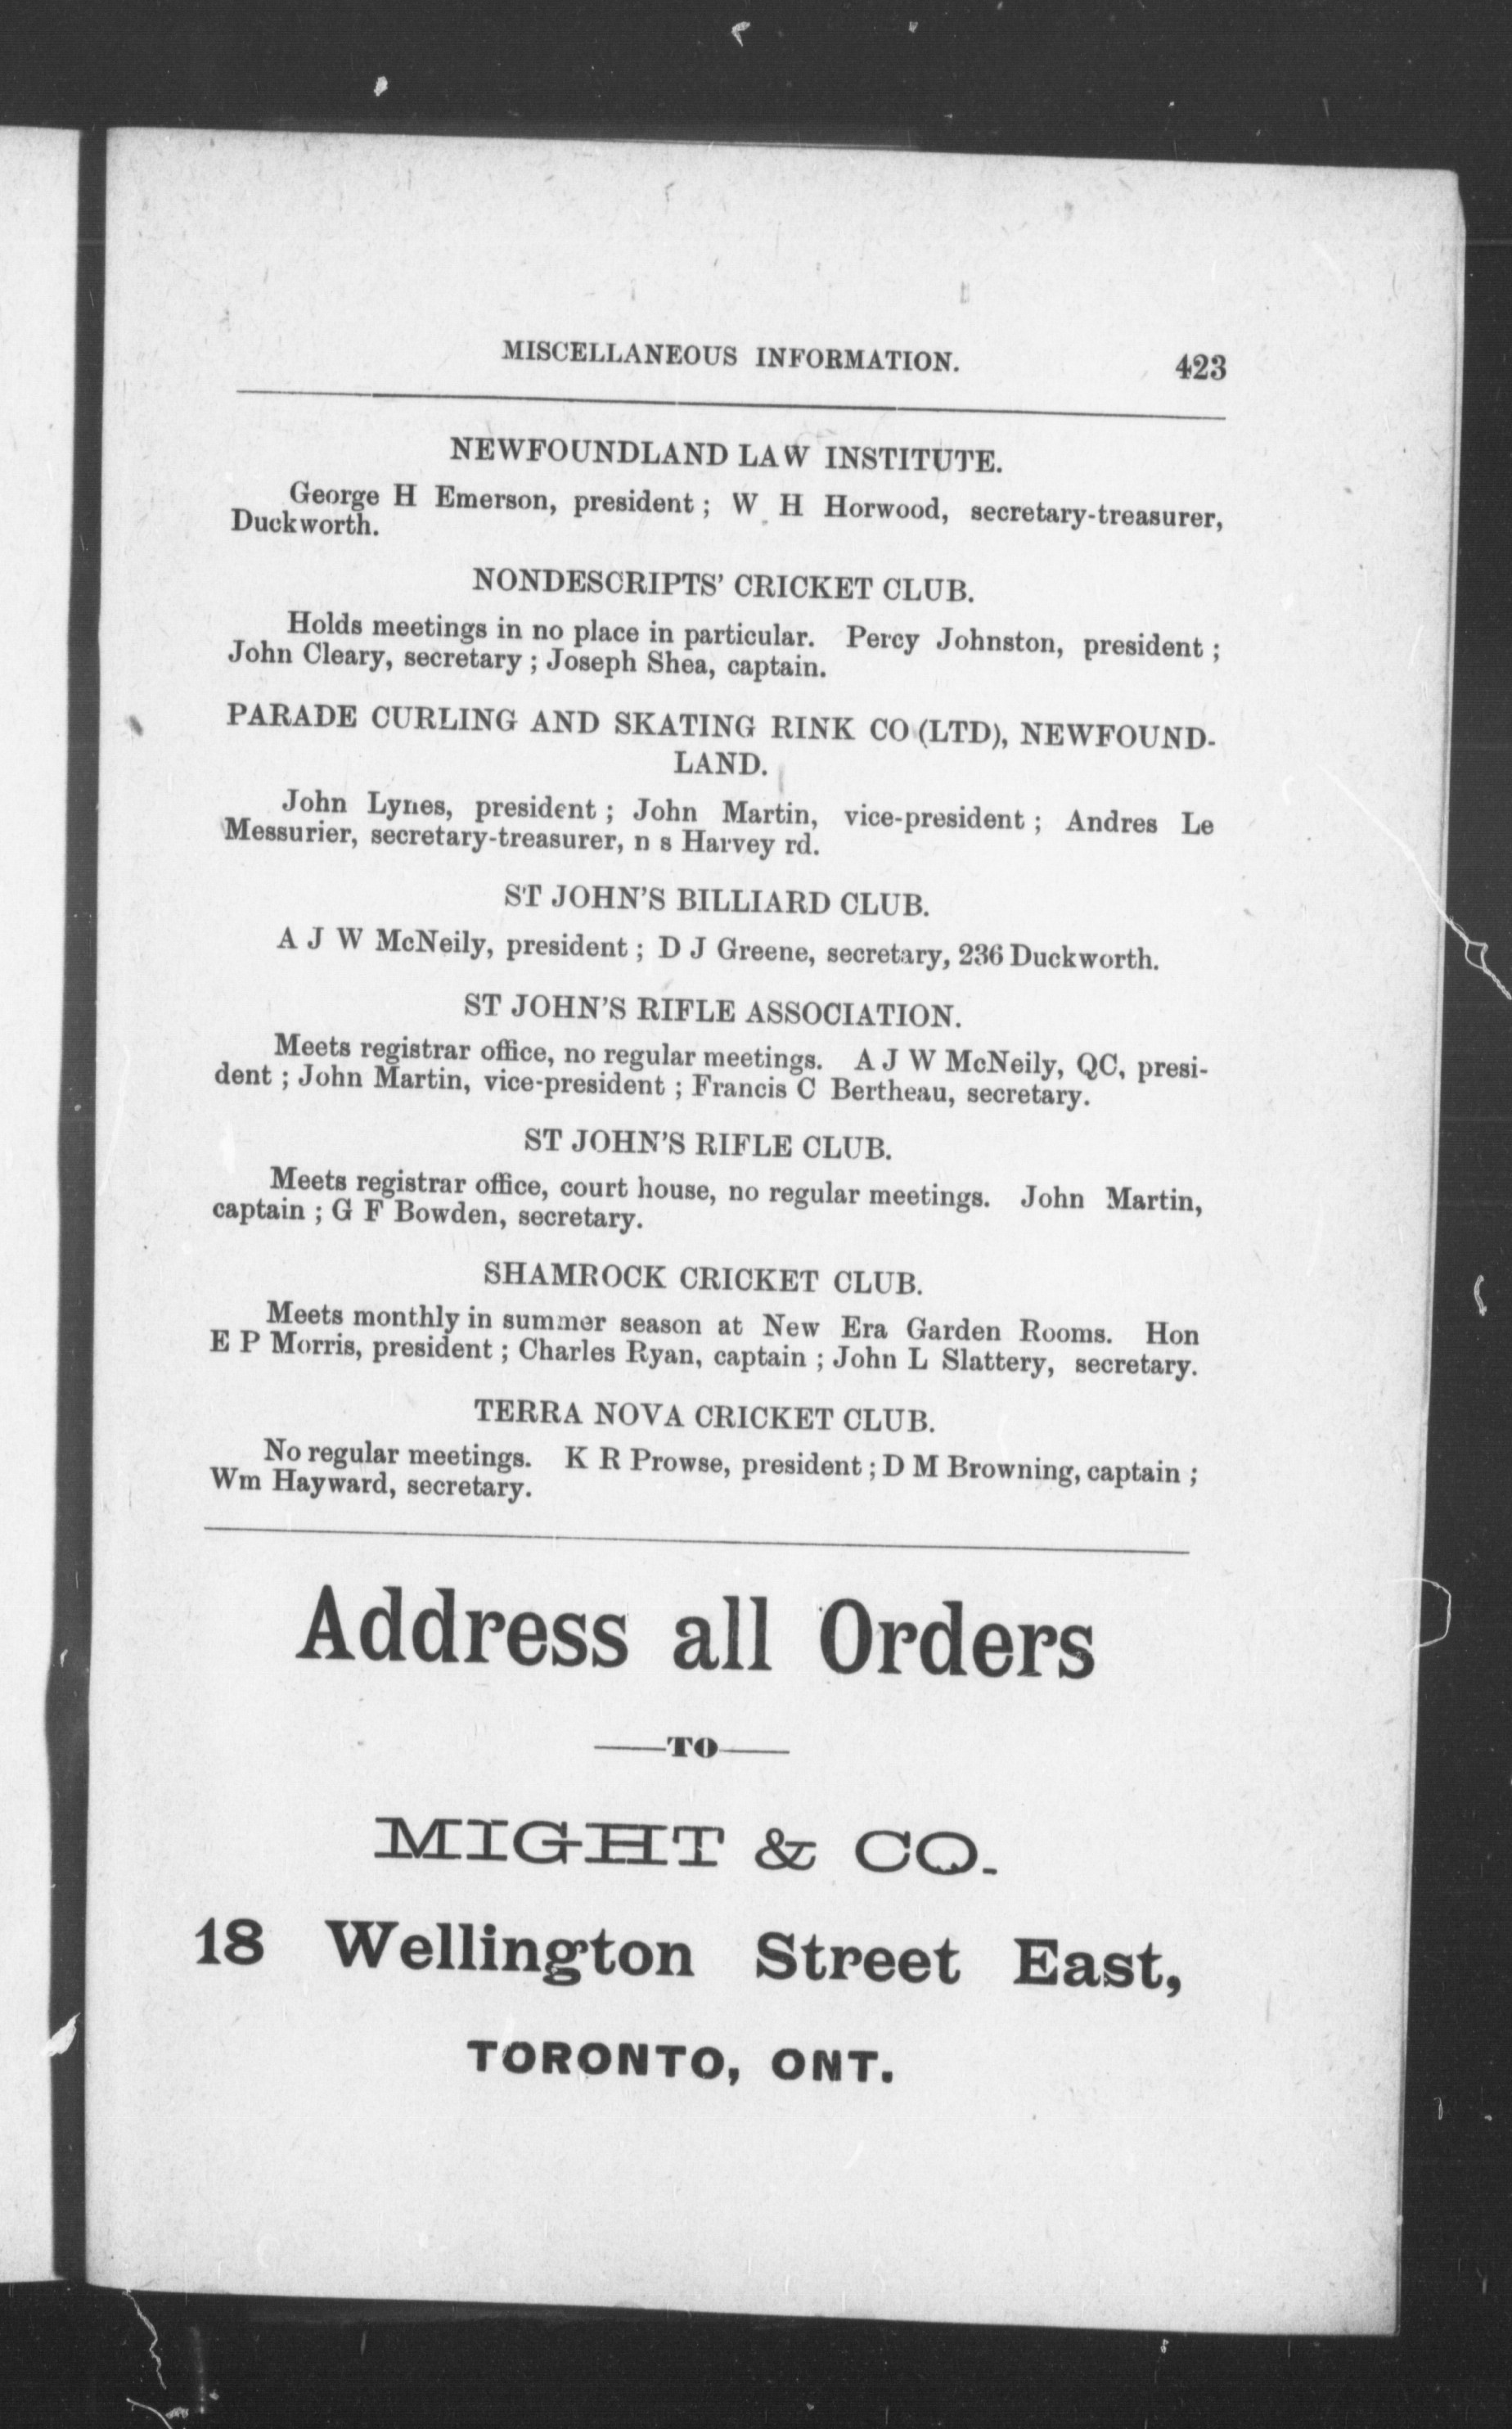 MISCELLANEOUS INFORMATION. 423
NEWFOUNDLAND LAW INSTITUTE.
George H Emerson, president ; W H Horwood, secretary-treasurer,
Duckworth.
NONDESCRIPTS' CRICKET CLUB.
Holds meetings in no place in particular. Percy Johnston, president ;
John Cleary, secretary ; Joseph Shea, captain.
PARADE CURLING AND SKATING RINK CO (LTD), NEWFOUND-
LAND.
John Lynes, president ; John Martin, vice-president ; Andres Le
Messurier, secretary-treasurer, n s Harvey rd.
ST JOHN'S BILLIARD CLUB.
A J W McNeily, president ; D J Greene, secretary, 236 Duckworth.
ST JOHN'S RIFLE ASSOCIATION.
Meets registrar office, no regular meetings. A J W McNeily, QC, presi-
dent ; John Martin, vice-president ; Francis C Bertheau, secretary.
ST JOHN'S RIFLE CLUB.
Meets registrar office, court house, no regular meetings. John Martin,
captain ; G F Bowden, secretary.
SHAMROCK CRICKET CLUB.
Meets monthly in summer season at New Era Garden Rooms. Hon
E P Morris, president ; Charles Ryan, captain ; John L Slattery, secretary.
TERRA NOVA CRICKET CLUB.
No regular meetings. K R Prowse, president ; D M Browning, captain ;
Wm Hayward, secretary.
Address all Orders
—TO—
MIGHT & CO.
18 Wellington Street East,
TORONTO, ONT.